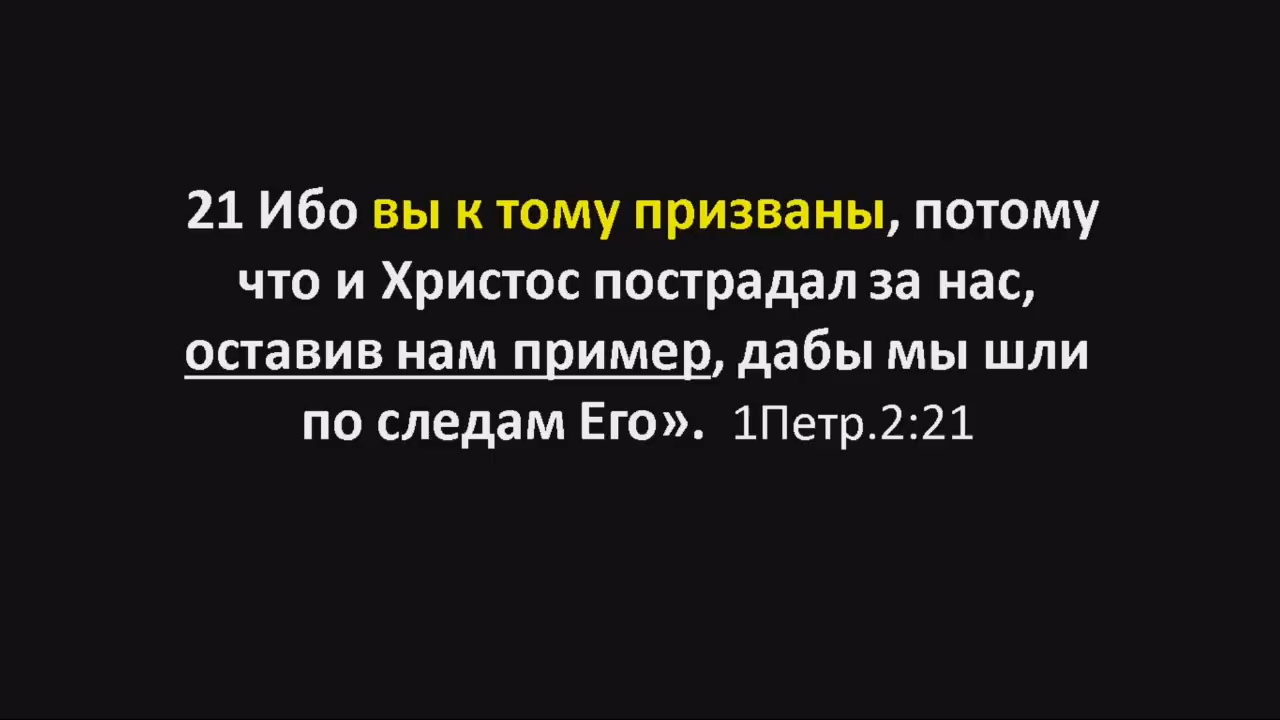 21 Ибо вы к тому призваны, потому
что и Христос пострадал за нас,
оставив нам пример, дабы мы шли
по следам Его». 1Петр.2:21